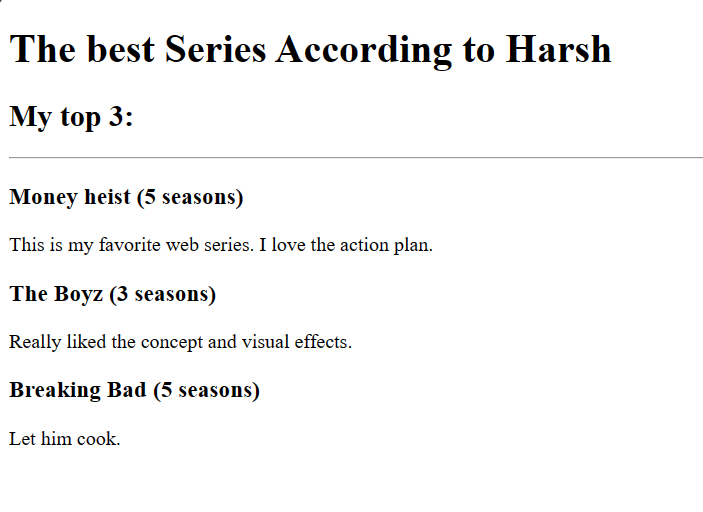 The best Series According to Harsh
My top 3:
Money heist (5 seasons)
This is my favorite web series. I love the action plan.
The Boyz (3 seasons)
Really liked the concept and visual effects.
Breaking Bad (5 seasons)
Let him cook.